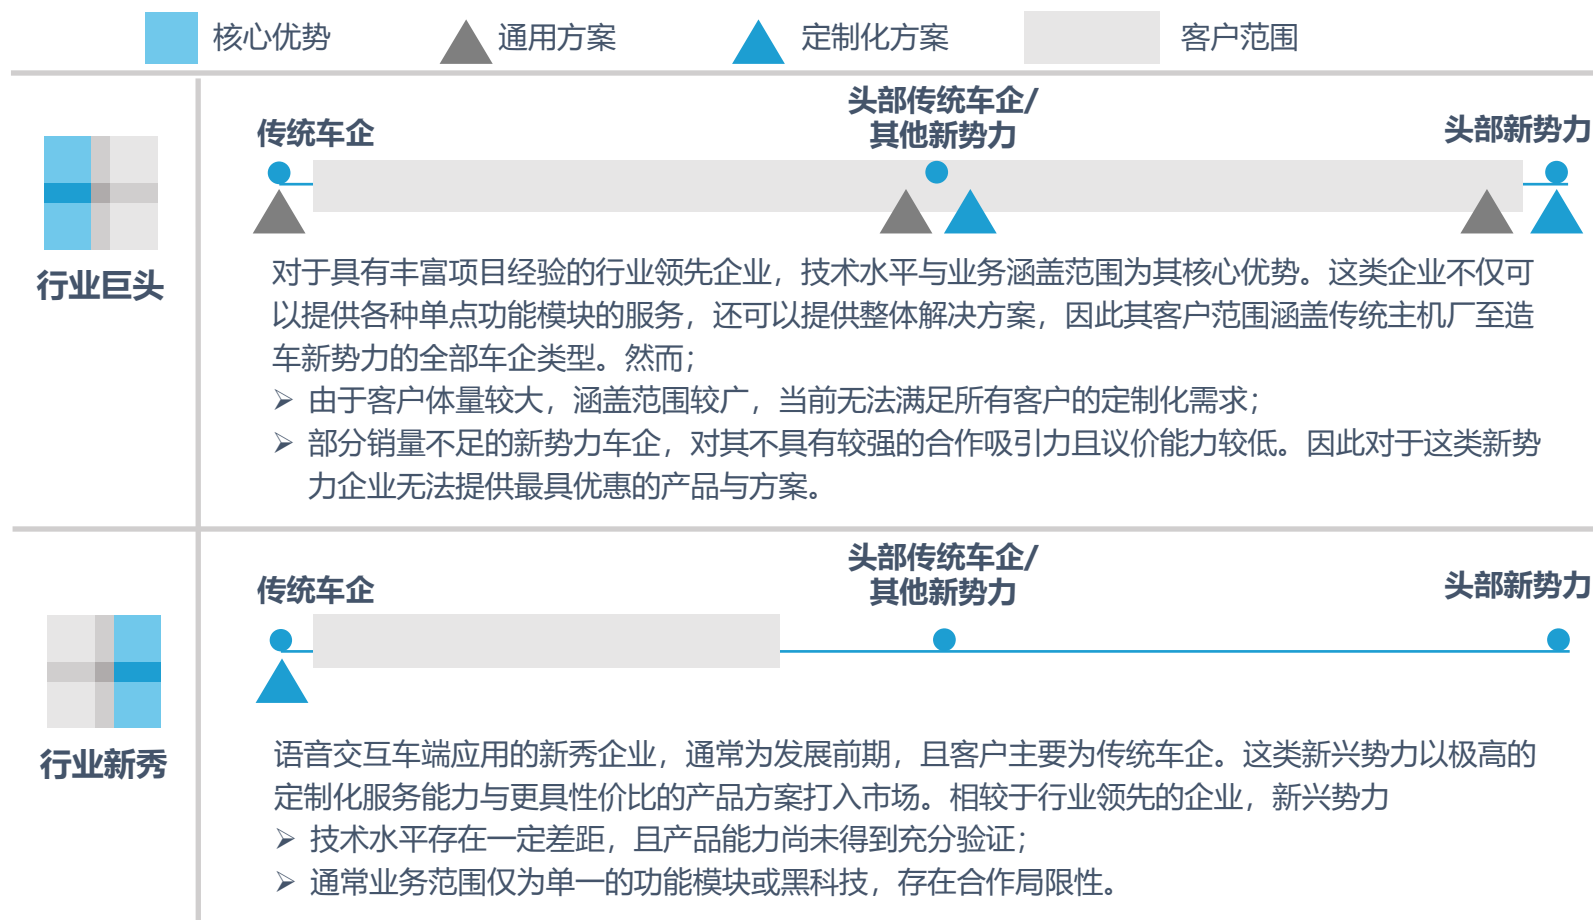 核心优势
通用方案
定制化方案
客户范围
行业巨头
传统车企
头部传统车企/
其他新势力
头部新势力
对于具有丰富项目经验的行业领先企业，技术水平与业务涵盖范围为其核心优势。这类企业不仅可
以提供各种单点功能模块的服务，还可以提供整体解决方案，因此其客户范围涵盖传统主机厂至造
车新势力的全部车企类型。然而；
➢ 由于客户体量较大，涵盖范围较广，当前无法满足所有客户的定制化需求；
➢ 部分销量不足的新势力车企，对其不具有较强的合作吸引力且议价能力较低。因此对于这类新势
力企业无法提供最具优惠的产品与方案。
行业新秀
传统车企
头部传统车企/
其他新势力
头部新势力
语音交互车端应用的新秀企业，通常为发展前期，且客户主要为传统车企。这类新兴势力以极高的
定制化服务能力与更具性价比的产品方案打入市场。相较于行业领先的企业，新兴势力
➢ 技术水平存在一定差距，且产品能力尚未得到充分验证；
➢ 通常业务范围仅为单一的功能模块或黑科技，存在合作局限性。